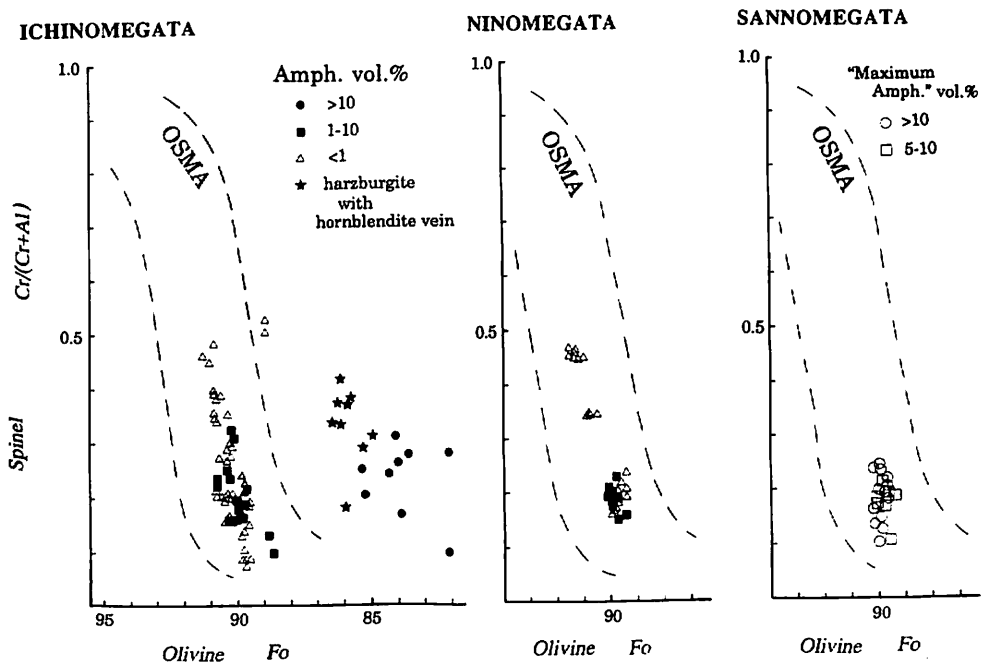 ICHINOMEGATA
NINOMEGATA
SANNOMEGATA
Spinel Cr/(Cr+Al)
1.0
0.5
OSMA
Amph. vol.%
>10
1-10
<1
harzburgite
with
hornblendite vein
95 90 85
Olivine Fo
1.0
0.5
OSMA
90
Olivine Fo
1.0
0.5
OSMA
"Maximum
Amph." vol.%
>10
5-10
90
Olivine Fo